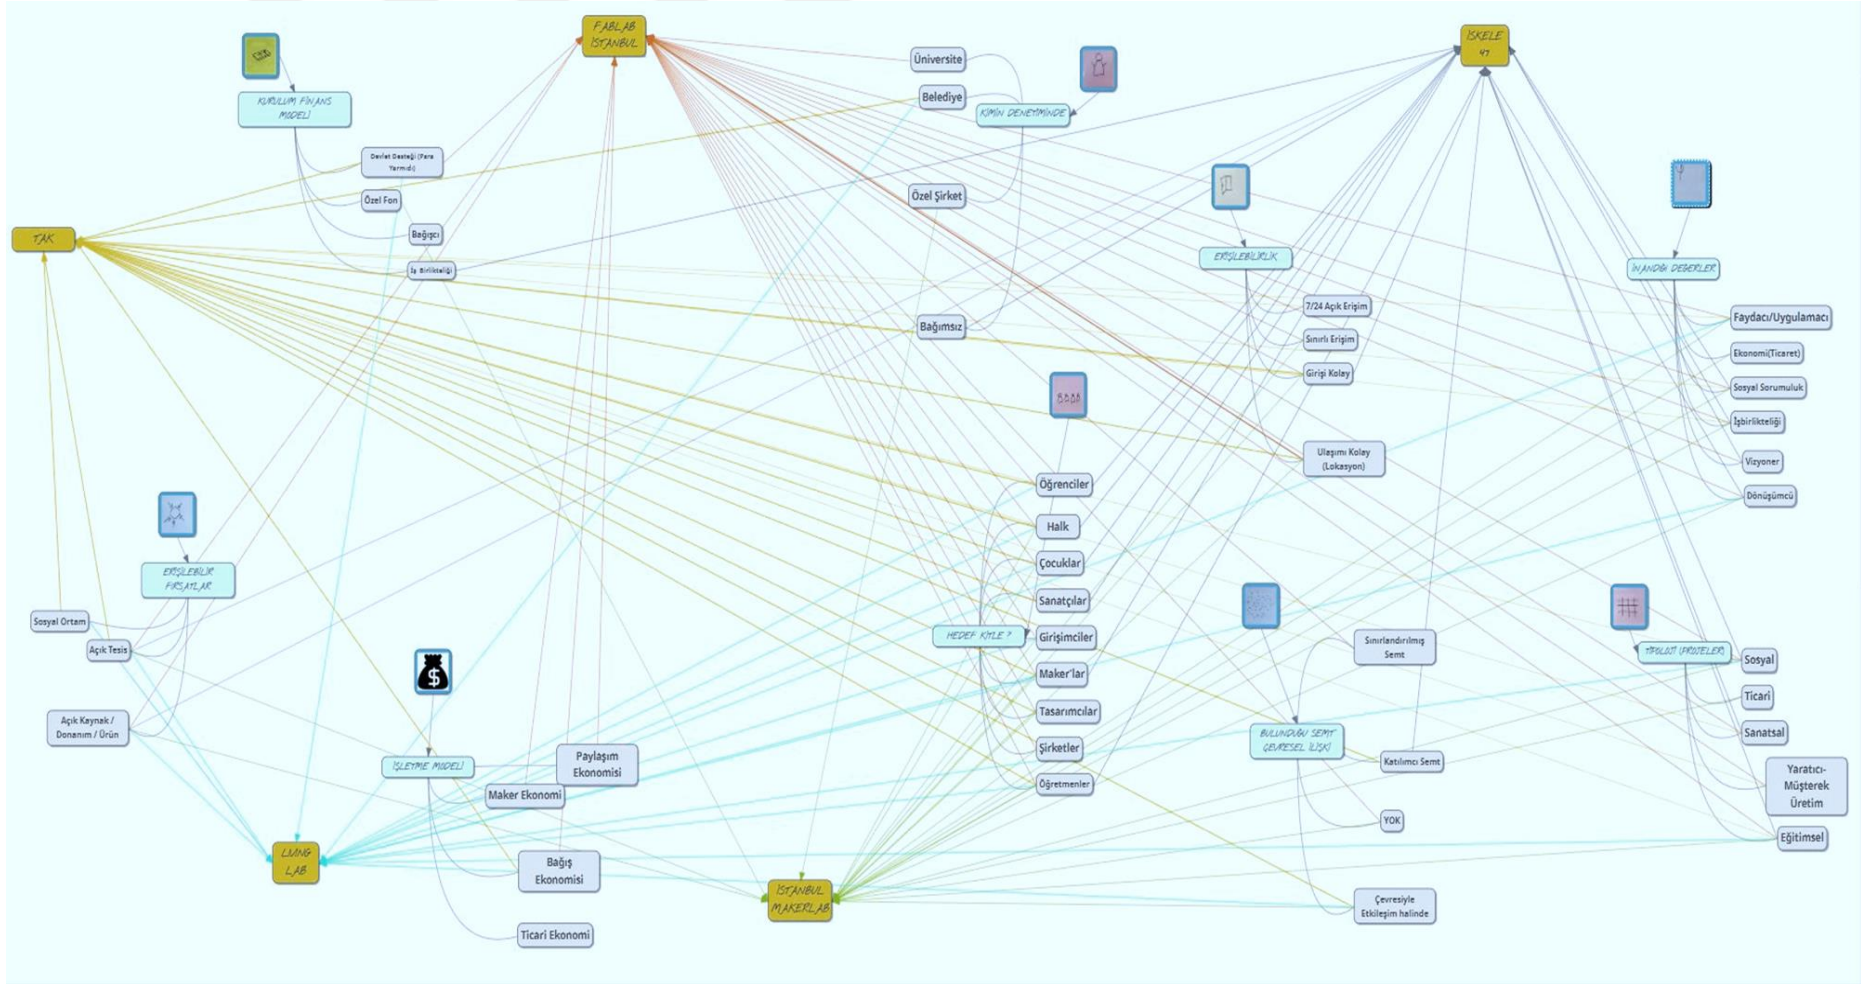 FABLAB
İSTANBUL
İSKELE
47
KURULUM FİNANS
MODELİ
Devlet Desteği (Para
Yarmıdı)
Özel Fon
Bağışcı
İş Birlikteliği
TAK
Üniversite
Belediye
KİMİN DENETİMİNDE
Özel Şirket
Bağımsız
ERİŞİLEBİLİRLİK
7/24 Açık Erişim
Sınırlı Erişim
Girişi Kolay
Ulaşımı Kolay
(Lokasyon)
İNANDIĞI DEĞERLER
Faydacı/Uygulamacı
Ekonomi(Ticaret)
Sosyal Sorumuluk
İşbirlikteliği
Vizyoner
Dönüşümcü
Öğrenciler
Halk
Çocuklar
Sanatçılar
HEDEF KİTLE ?
Girişimciler
Maker'lar
Tasarımcılar
Şirketler
Öğretmenler
ERİŞİLEBİLİR
FIRSATLAR
Sosyal Ortam
Açık Tesis
Açık Kaynak /
Donanım / Ürün
$
İŞLETME MODELİ
Paylaşım
Ekonomisi
Maker Ekonomi
Bağış
Ekonomisi
Ticari Ekonomi
LIVING
LAB
İSTANBUL
MAKERLAB
Sınırlandırılmış
Semt
BULUNDUĞU SEMT
ÇEVRESEL İLİŞKİ
Katılımcı Semt
YOK
Çevresiyle
Etkileşim halinde
TİPOLOJİ (PROJELER)
Sosyal
Ticari
Sanatsal
Yaratıcı-
Müşterek
Üretim
Eğitimsel